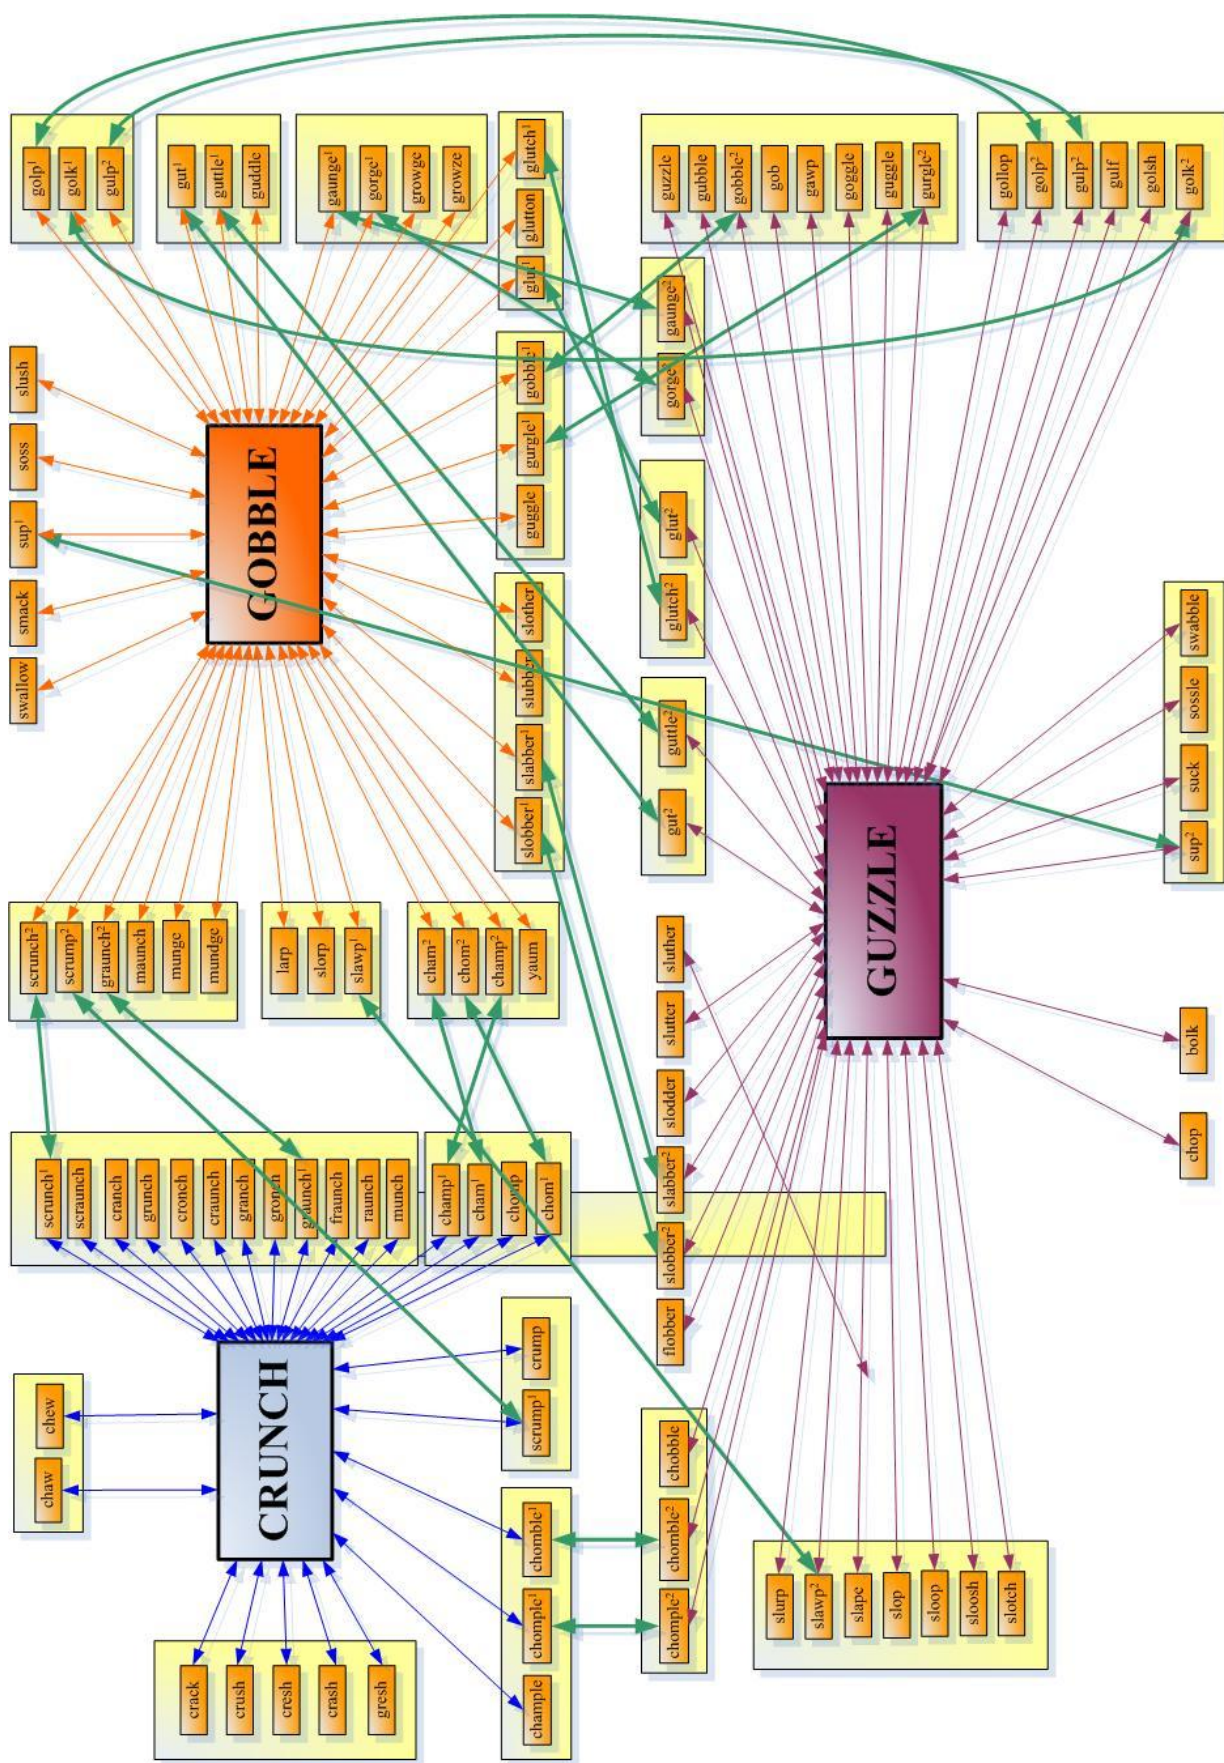 chaw
chew
crack
crush
cresh
crash
gresh
CRUNCH
scrunch¹
scraunch
cranch
grunch
cronch
craunch
granch
gronch
graunch¹
fraunch
raunch
munch
champ¹
cham¹
chomp
chom¹
scrump¹
crump
chample
chomple¹
chomble¹
scrunch²
scrump²
graunch²
maunch
munge
mundge
larp
slorp
slawp¹
cham²
chom²
champ²
yaum
swallow
smack
sup¹
soss
slush
GOBBLE
golp¹
golk¹
gulp²
gut¹
guttle¹
guddle
gaunge¹
gorge¹
growge
growze
slobber¹
slabber¹
slubber
slother
guggle
gurgle¹
gobble¹
glut¹
glutton
glutch¹
chomple²
chomble²
chobble
flobber
slobber²
slabber²
slodder
slutter
sluther
gut²
guttle²
glutch²
glut²
gorge²
gaunge²
guzzle
gubble
gobble²
gob
gawp
goggle
guggle
gurgle²
slurp
slawp²
slape
slop
sloop
sloosh
slotch
GUZZLE
gollop
golp²
gulp²
gulf
golsh
golk²
chop
bolk
sup²
suck
sossle
swabble